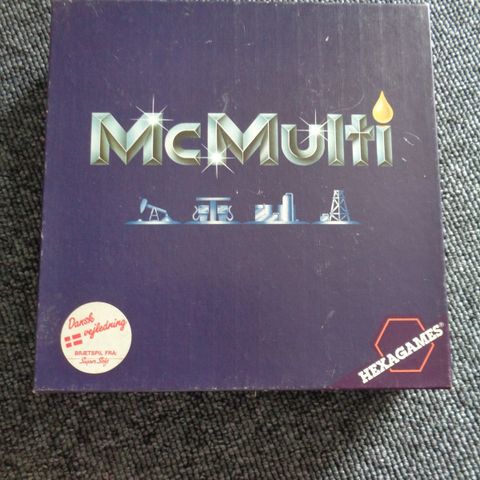 McMulti
Dansk
vejledning
BRÆTSPIL FRA:
HEXAGAMES®